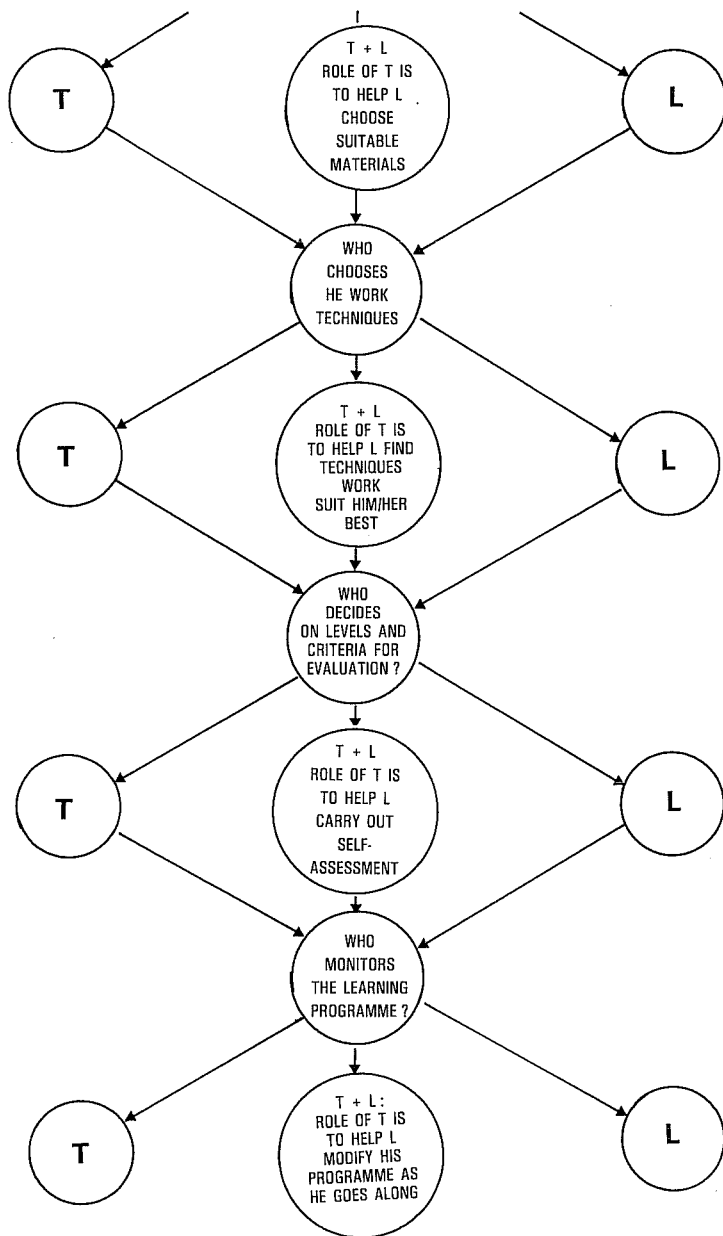 T
T + L
ROLE OF T IS
TO HELP L
CHOOSE
SUITABLE
MATERIALS
L
WHO
CHOOSES
HE WORK
TECHNIQUES
T
T + L
ROLE OF T IS
TO HELP L FIND
TECHNIQUES
WORK
SUIT HIM/HER
BEST
L
WHO
DECIDES
ON LEVELS AND
CRITERIA FOR
EVALUATION ?
T
T + L
ROLE OF T IS
TO HELP L
CARRY OUT
SELF-
ASSESSMENT
L
WHO
MONITORS
THE LEARNING
PROGRAMME ?
T
T + L :
ROLE OF T IS
TO HELP L
MODIFY HIS
PROGRAMME AS
HE GOES ALONG
L